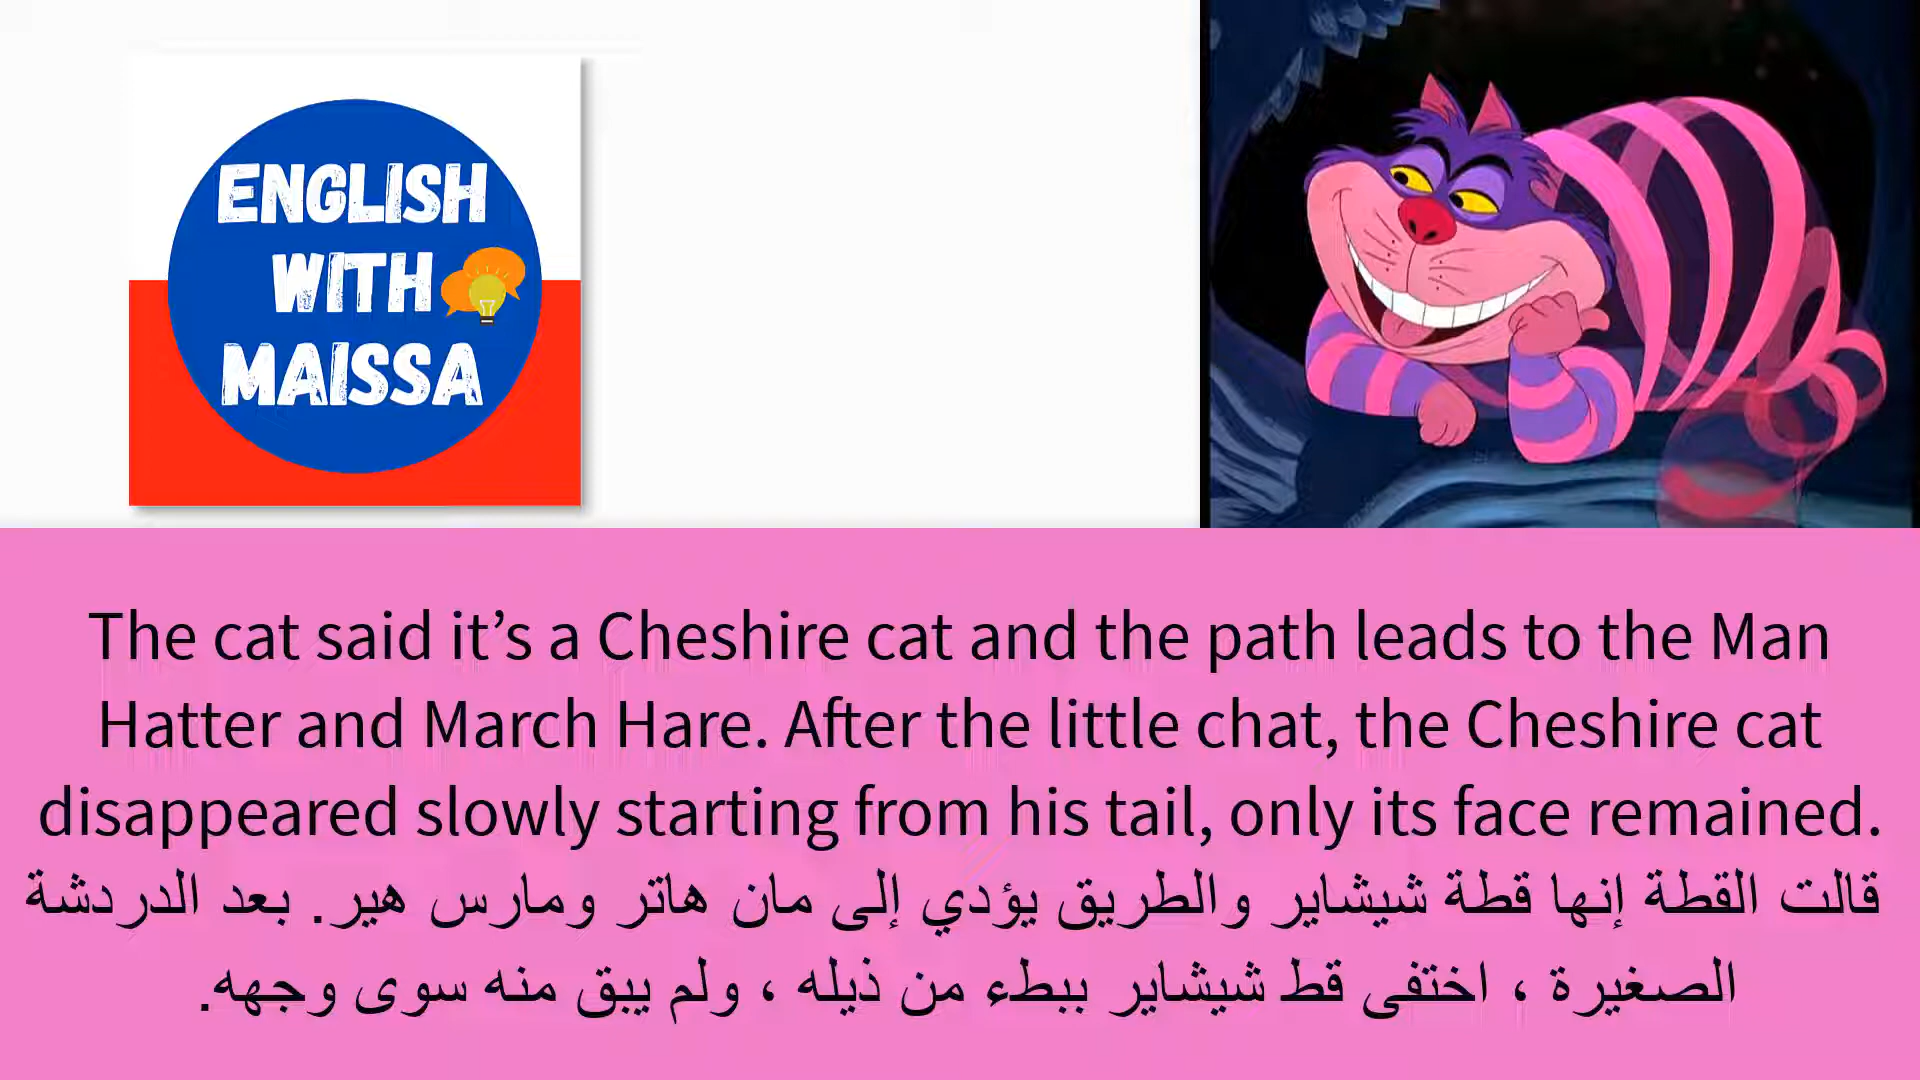 ENGLISH
WITH
MAISSA
The cat said it’s a Cheshire cat and the path leads to the Man
Hatter and March Hare. After the little chat, the Cheshire cat
disappeared slowly starting from his tail, only its face remained.
قالت القطة إنها قطة شيشاير والطريق يؤدي إلى مان هاتر ومارس هير. بعد الدردشة
الصغيرة ، اختفى قط شيشاير ببطء من ذيله ، ولم يبق منه سوى وجهه.